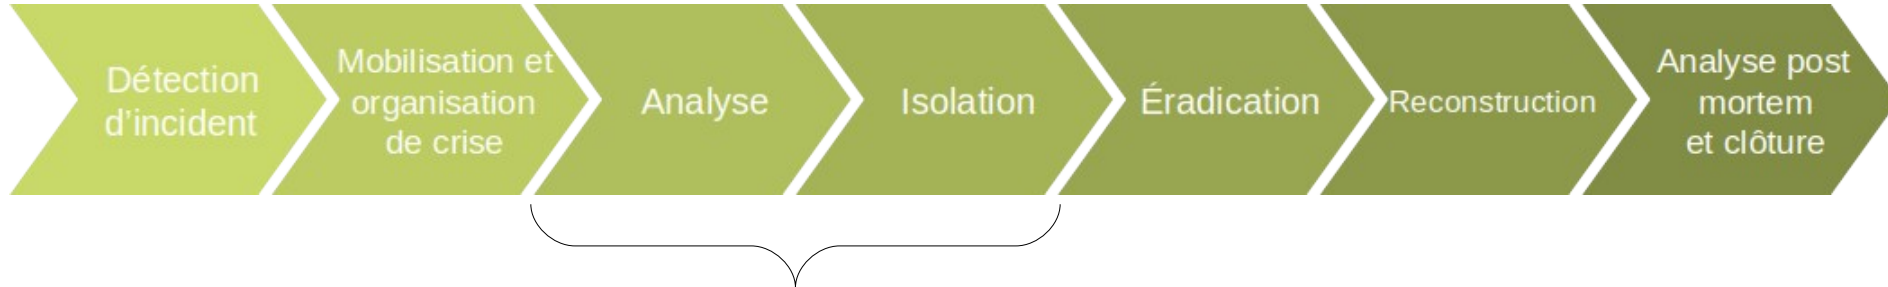 Détection
d’incident
Mobilisation et
organisation
de crise
Analyse
Isolation
Éradication
Reconstruction
Analyse post
mortem
et clôture